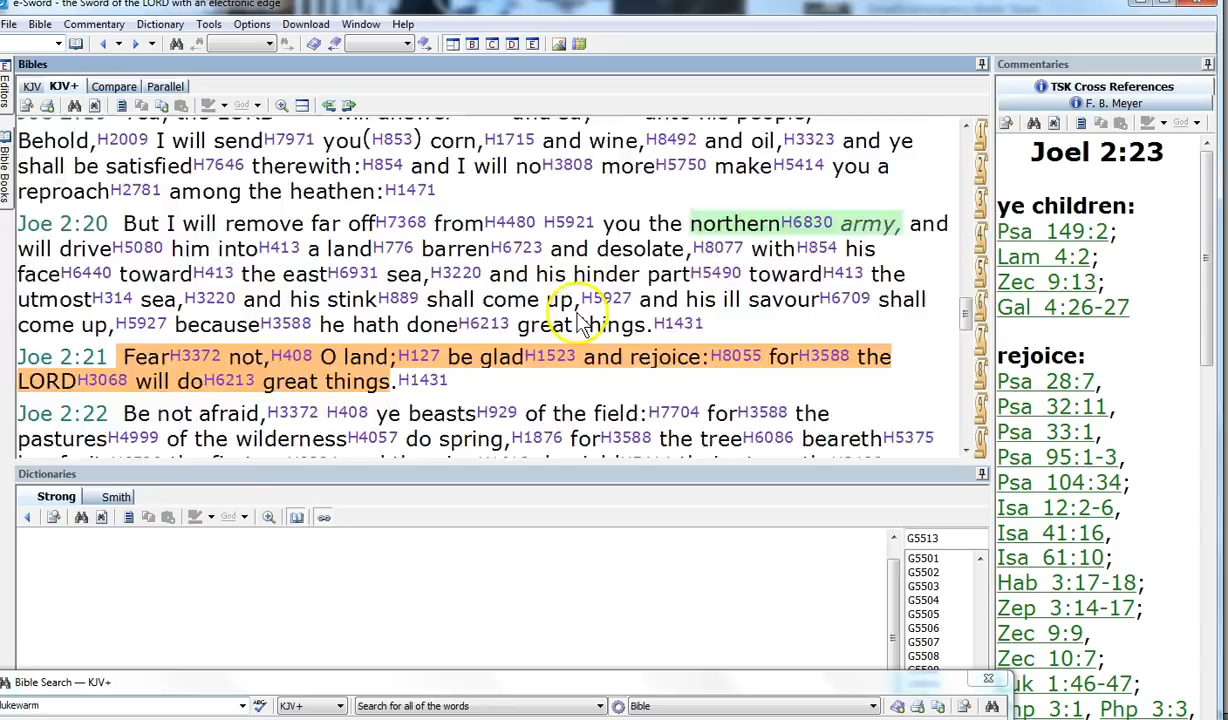 e-Sword - the Sword of the LORD with an electronic edge
File Bible Commentary Dictionary Tools Options Download Window Help
B C D E
Bibles
KJV KJV+ Compare Parallel
God
Behold,H2009 I will sendH7971 you(H853) corn,H1715 and wine,H8492 and oil,H3323 and ye
shall be satisfiedH7646 therewith:H854 and I will noH3808 moreH5750 makeH5414 you a
reproachH2781 among the heathen:H1471
Joe 2:20 But I will remove far offH7368 fromH4480 H5921 you the northernH6830 army, and
will driveH5080 him intoH413 a landH776 barrenH6723 and desolate,H8077 withH854 his
faceH6440 towardH413 the eastH6931 sea,H3220 and his hinder partH5490 towardH413 the
utmostH314 sea,H3220 and his stinkH889 shall come up,H5927 and his ill savourH6709 shall
come up,H5927 becauseH3588 he hath doneH6213 great things.H1431
Joe 2:21 FearH3372 not,H408 O land;H127 be gladH1523 and rejoice:H8055 forH3588 the
LORDH3068 will doH6213 great things.H1431
Joe 2:22 Be not afraid,H3372 H408 ye beastsH929 of the field:H7704 forH3588 the
pasturesH4999 of the wildernessH4057 do spring,H1876 forH3588 the treeH6086 bearethH5375
Dictionaries
Strong Smith
God
G5513
G5501
G5502
G5503
G5504
G5505
G5506
G5507
G5508
Bible Search — KJV+
lukewarm KJV+ Search for all of the words Bible
Editors
Bible Books
Commentaries
TSK Cross References
F. B. Meyer
God
Joel 2:23
ye children:
Psa 149:2;
Lam 4:2;
Zec 9:13;
Gal 4:26-27
rejoice:
Psa 28:7,
Psa 32:11,
Psa 33:1,
Psa 95:1-3,
Psa 104:34;
Isa 12:2-6,
Isa 41:16,
Isa 61:10;
Hab 3:17-18;
Zep 3:14-17;
Zec 9:9,
Zec 10:7;
Luk 1:46-47;
Php 3:1, Php 3:3,